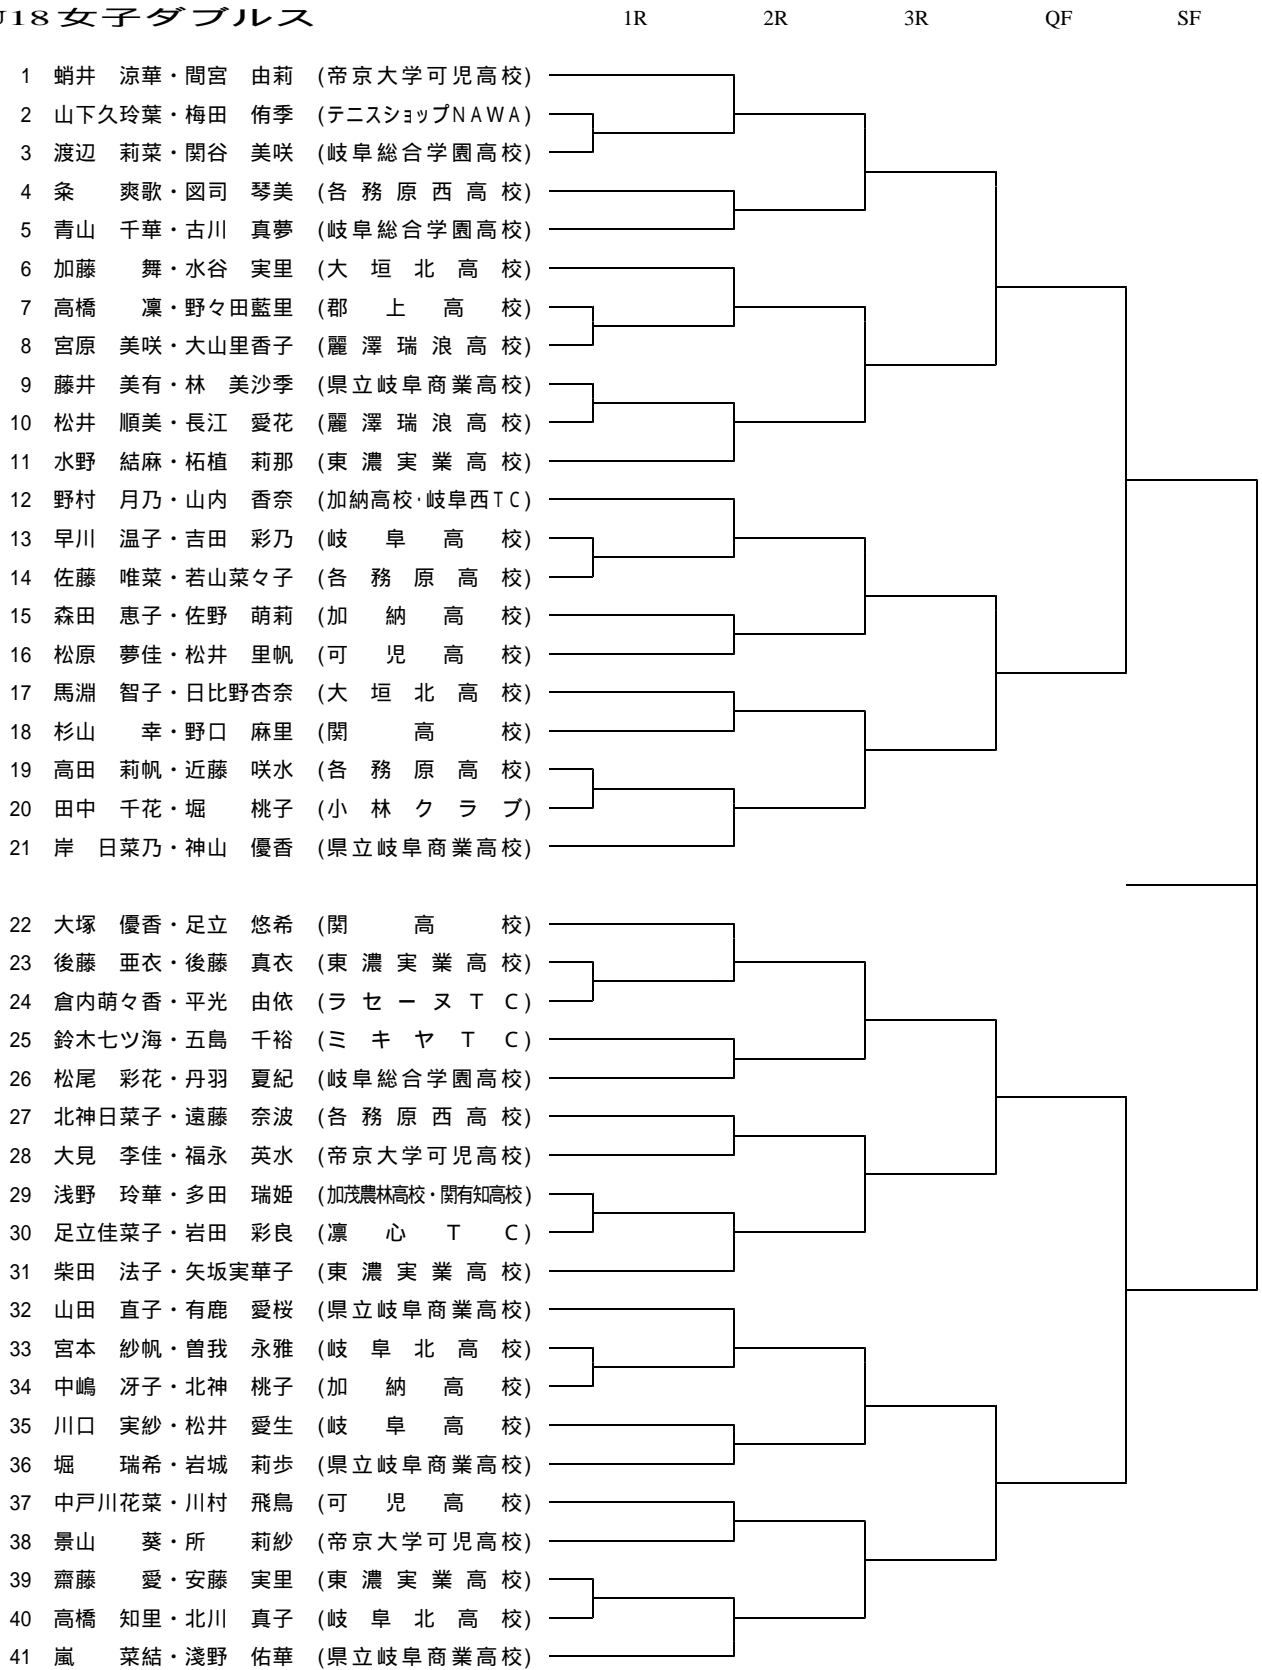 U18女子ダブルス 1R 2R 3R QF SF
1 蛸井 涼華・間宮 由莉 (帝京大学可児高校)
2 山下久玲葉・梅田 侑季 (テニスショップNAWA)
3 渡辺 莉菜・関谷 美咲 (岐阜総合学園高校)
4 粂 爽歌・図司 琴美 (各務原西高校)
5 青山 千華・古川 真夢 (岐阜総合学園高校)
6 加藤 舞・水谷 実里 (大垣北高校)
7 高橋 凜・野々田藍里 (郡上高校)
8 宮原 美咲・大山里香子 (麗澤瑞浪高校)
9 藤井 美有・林 美沙季 (県立岐阜商業高校)
10 松井 順美・長江 愛花 (麗澤瑞浪高校)
11 水野 結麻・柘植 莉那 (東濃実業高校)
12 野村 月乃・山内 香奈 (加納高校・岐阜西TC)
13 早川 温子・吉田 彩乃 (岐阜高校)
14 佐藤 唯菜・若山菜々子 (各務原高校)
15 森田 恵子・佐野 萌莉 (加納高校)
16 松原 夢佳・松井 里帆 (可児高校)
17 馬淵 智子・日比野杏奈 (大垣北高校)
18 杉山 幸・野口 麻里 (関高校)
19 高田 莉帆・近藤 咲水 (各務原高校)
20 田中 千花・堀 桃子 (小林クラブ)
21 岸 日菜乃・神山 優香 (県立岐阜商業高校)
22 大塚 優香・足立 悠希 (関高校)
23 後藤 亜衣・後藤 真衣 (東濃実業高校)
24 倉内萌々香・平光 由依 (ラセーヌTC)
25 鈴木七ツ海・五島 千裕 (ミキヤTC)
26 松尾 彩花・丹羽 夏紀 (岐阜総合学園高校)
27 北神日菜子・遠藤 奈波 (各務原西高校)
28 大見 李佳・福永 英水 (帝京大学可児高校)
29 浅野 玲華・多田 瑞姫 (加茂農林高校・関有知高校)
30 足立佳菜子・岩田 彩良 (凛心TC)
31 柴田 法子・矢坂実華子 (東濃実業高校)
32 山田 直子・有鹿 愛桜 (県立岐阜商業高校)
33 宮本 紗帆・曽我 永雅 (岐阜北高校)
34 中嶋 冴子・北神 桃子 (加納高校)
35 川口 実紗・松井 愛生 (岐阜高校)
36 堀 瑞希・岩城 莉歩 (県立岐阜商業高校)
37 中戸川花菜・川村 飛鳥 (可児高校)
38 景山 葵・所 莉紗 (帝京大学可児高校)
39 齋藤 愛・安藤 実里 (東濃実業高校)
40 高橋 知里・北川 真子 (岐阜北高校)
41 嵐 菜結・淺野 佑華 (県立岐阜商業高校)